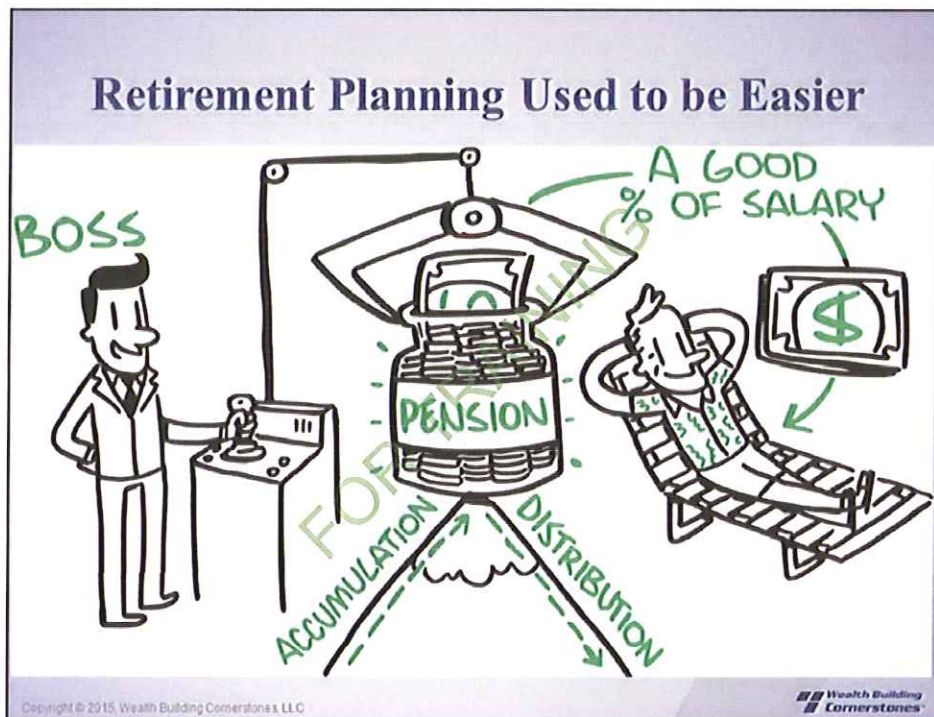 Retirement Planning Used to be Easier
A GOOD
% OF SALARY
BOSS
$
PENSION
FOR TRAINING
ACCUMULATION
DISTRIBUTION
Copyright © 2015, Wealth Building Cornerstones, LLC
Wealth Building
Cornerstones